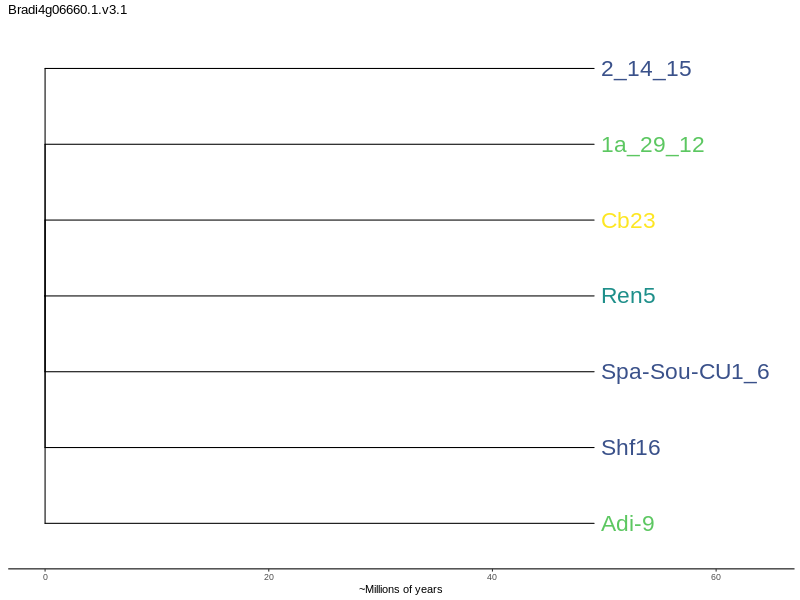 Bradi4g06660.1.v3.1
2_14_15
1a_29_12
Cb23
Ren5
Spa-Sou-CU1_6
Shf16
Adi-9
0 20 40 60
~Millions of years